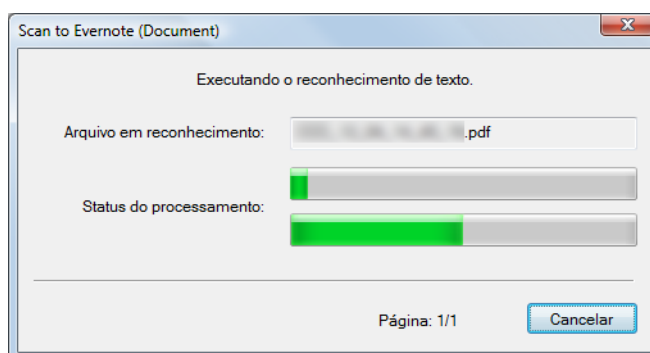 Scan to Evernote (Document)
Executando o reconhecimento de texto.
Arquivo em reconhecimento:
.pdf
Status do processamento:
Página: 1/1
Cancelar